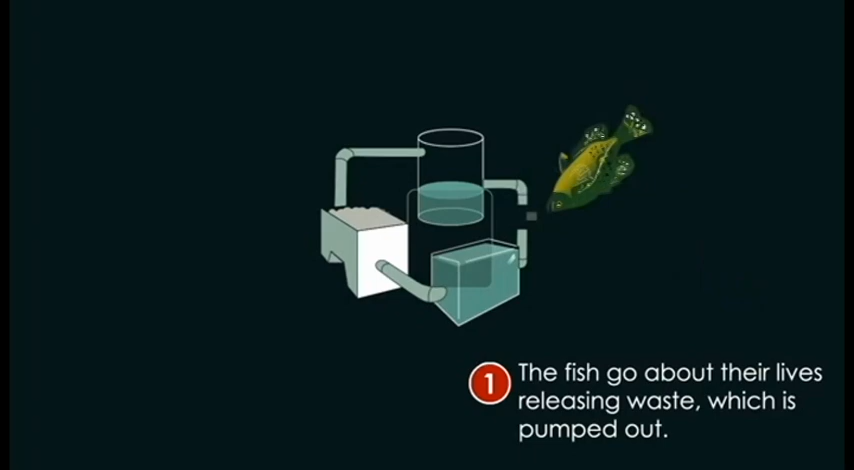 1
The fish go about their lives
releasing waste, which is
pumped out.